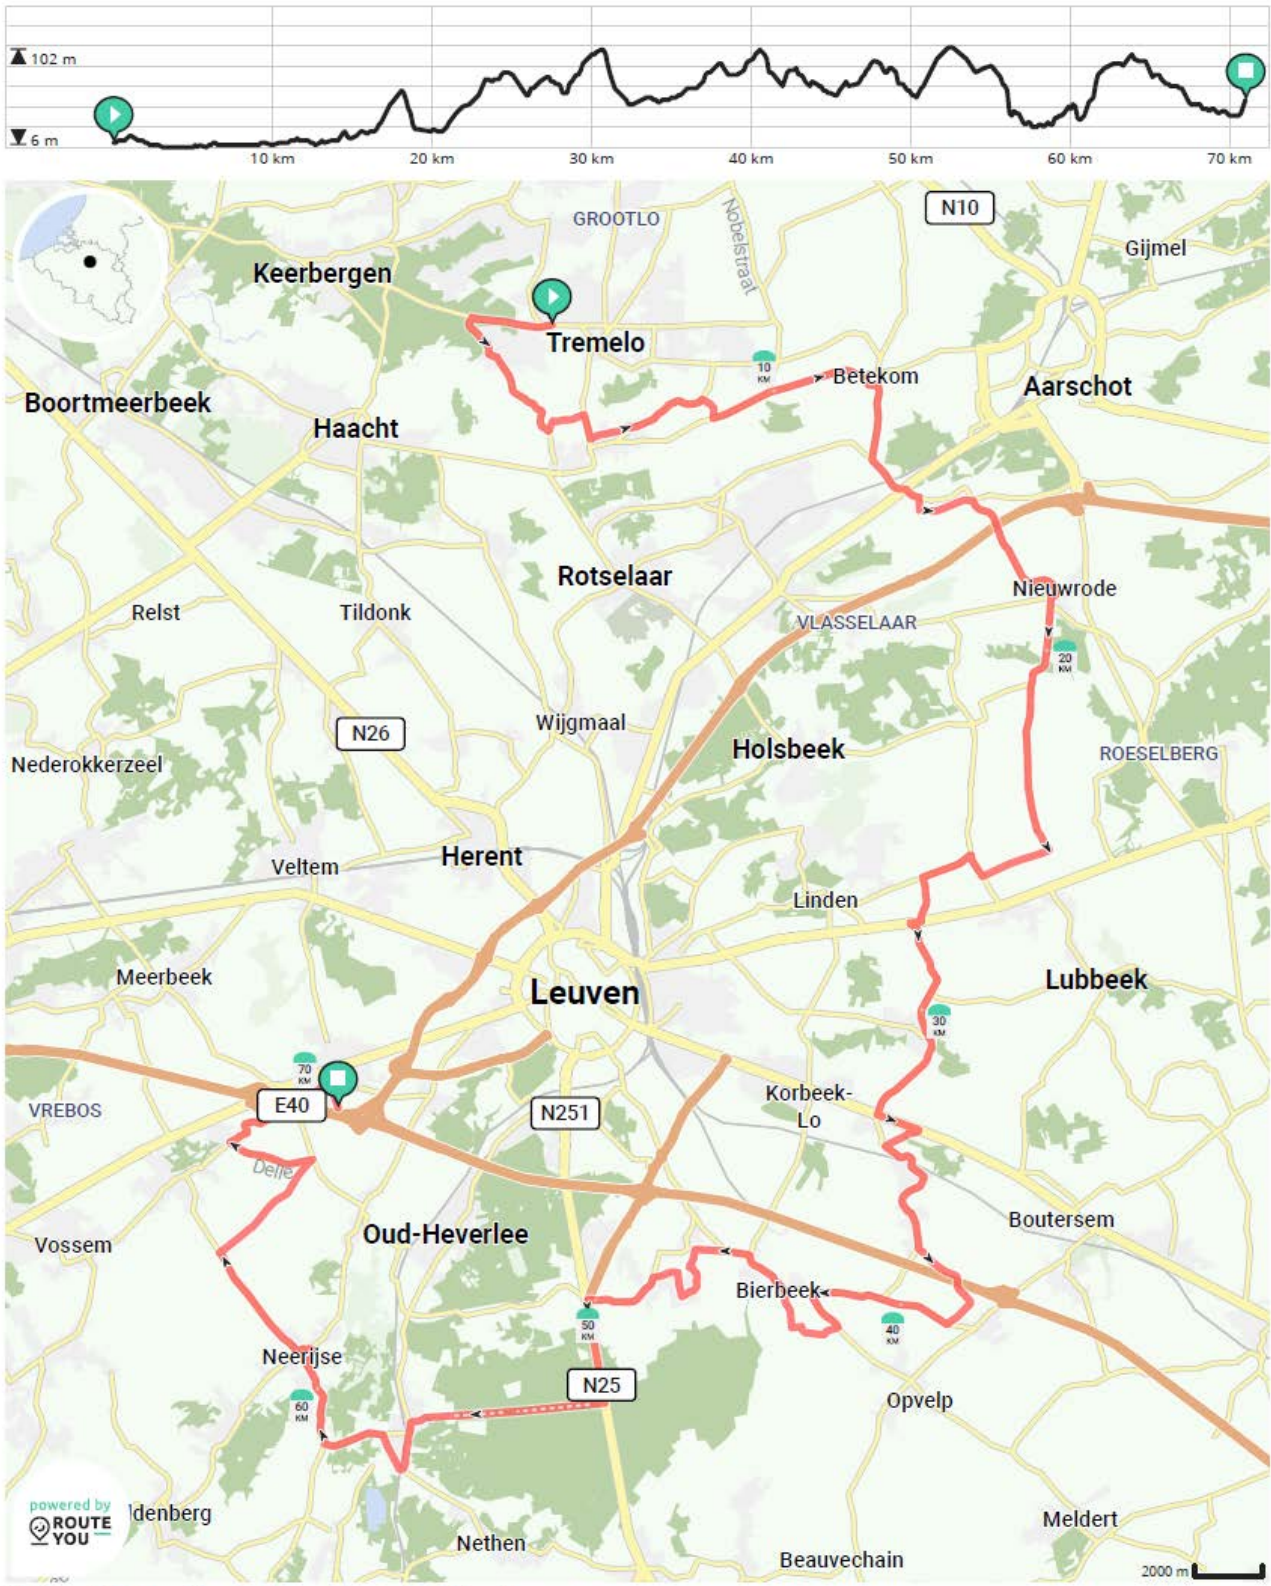 102 m
6 m
10 km
20 km
30 km
40 km
50 km
60 km
70 km
GROOTLO
Nobelstraat
N10
Gijmel
Keerbergen
Tremelo
10
KM
Betekom
Aarschot
Boortmeerbeek
Haacht
Rotselaar
Nieuwrode
Relst
Tildonk
VLASSELAAR
20
KM
Wijgmaal
N26
Holsbeek
ROESELBERG
Nederokkerzeel
Herent
Veltem
Linden
Meerbeek
Leuven
Lubbeek
30
KM
70
KM
E40
VREBOS
N251
Korbeek-
Lo
Delle
Vossem
Oud-Heverlee
Boutersem
Bierbeek
50
KM
40
KM
Neerijse
N25
60
KM
Opvelp
powered by
ROUTE
YOU
ldenberg
Nethen
Meldert
Beauvechain
2000 m